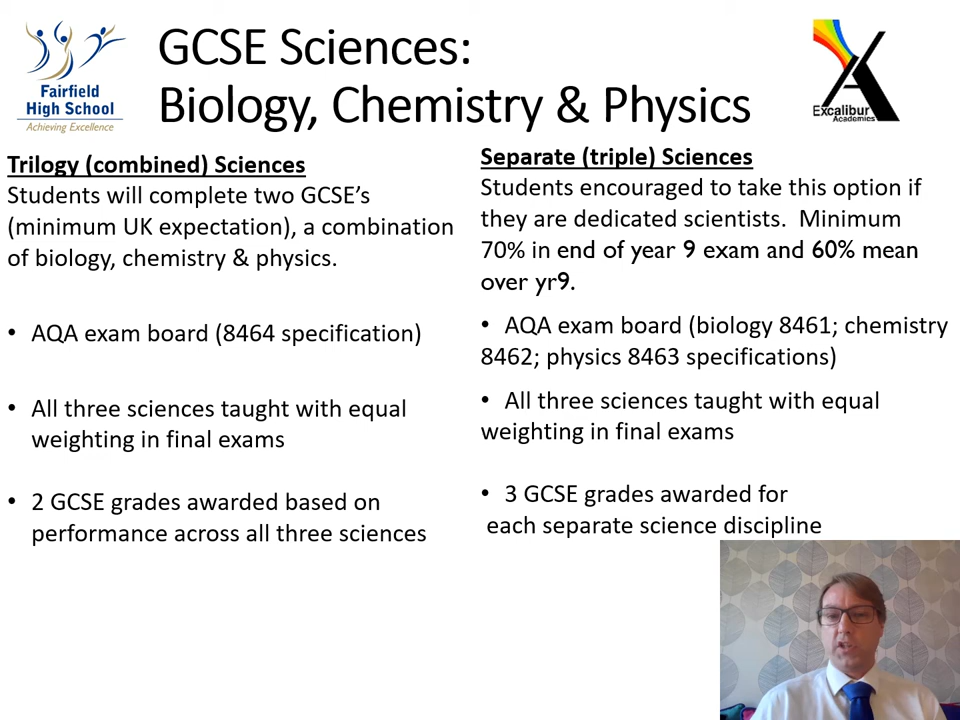 Fairfield
High School
Achieving Excellence
GCSE Sciences:
Biology, Chemistry & Physics
Excalibur
Academies
Trilogy (combined) Sciences
Students will complete two GCSE’s
(minimum UK expectation), a combination
of biology, chemistry & physics.
• AQA exam board (8464 specification)
• All three sciences taught with equal
weighting in final exams
• 2 GCSE grades awarded based on
performance across all three sciences
Separate (triple) Sciences
Students encouraged to take this option if
they are dedicated scientists. Minimum
70% in end of year 9 exam and 60% mean
over yr9.
• AQA exam board (biology 8461; chemistry
8462; physics 8463 specifications)
• All three sciences taught with equal
weighting in final exams
• 3 GCSE grades awarded for
each separate science discipline